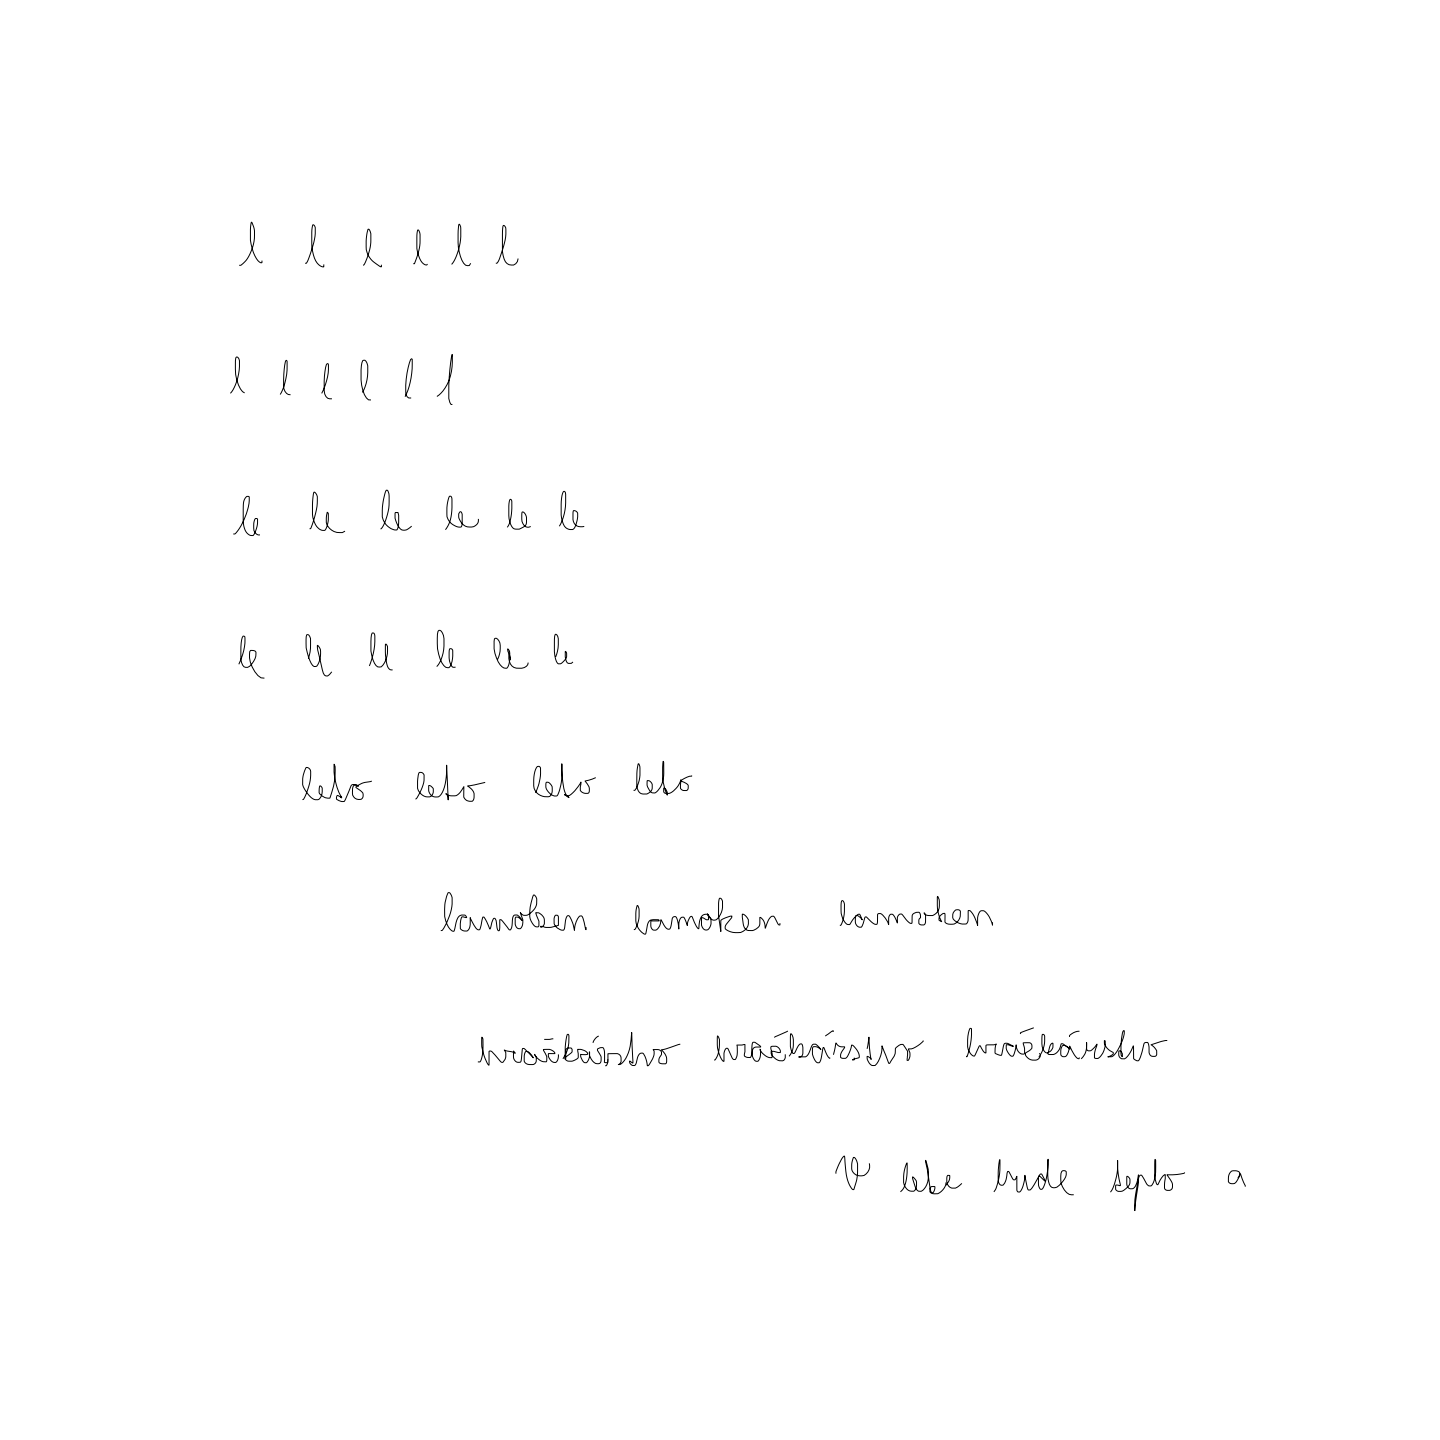 l l l l l l
l l l l l l
le le le le le le
le le le le le le
leto leto leto leto
lamoken lamoken lamoken
hračkárstvo hračkárstvo hračkárstvo
V lete bude teplo a